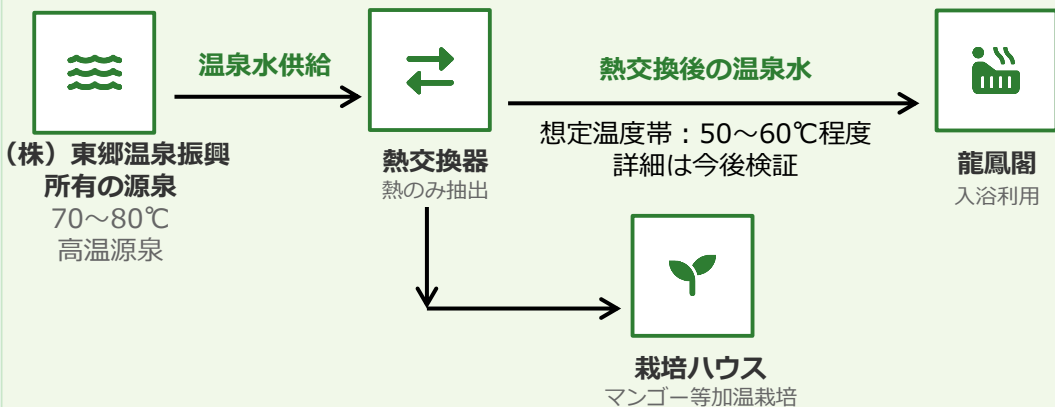 温泉水供給
（株）東郷温泉振興
所有の源泉
70～80℃
高温源泉
熱交換器
熱のみ抽出
熱交換後の温泉水
想定温度帯：50～60℃程度
詳細は今後検証
龍鳳閣
入浴利用
栽培ハウス
マンゴー等加温栽培